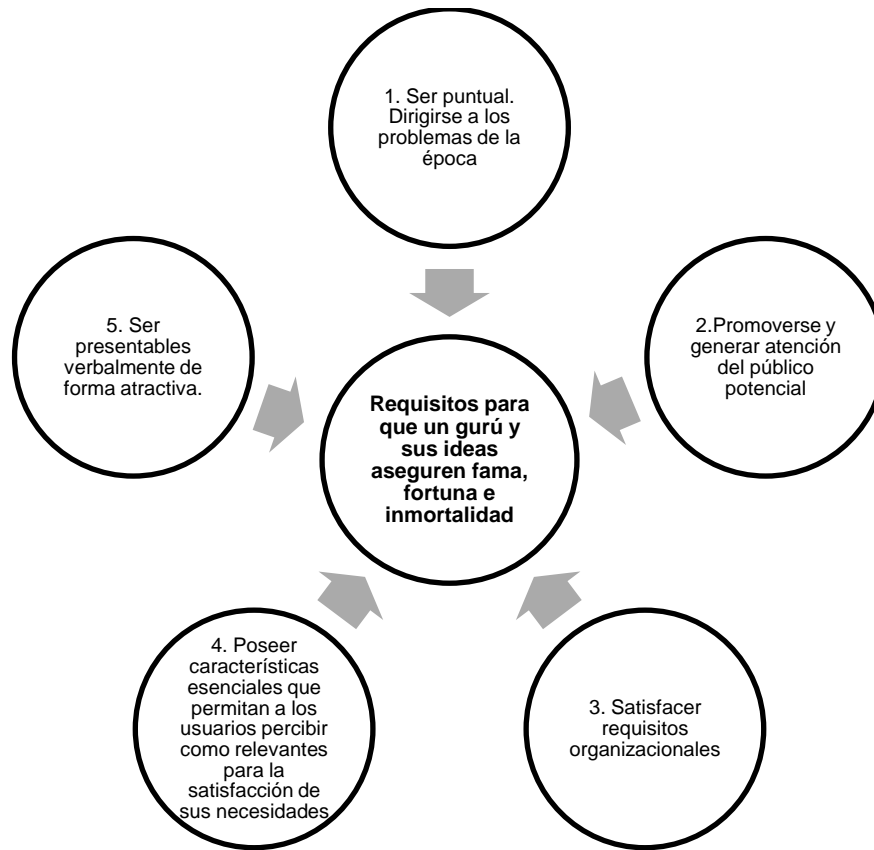 1. Ser puntual.
Dirigirse a los
problemas de la
época
2.Promoverse y
generar atención
del público
potencial
3. Satisfacer
requisitos
organizacionales
4. Poseer
características
esenciales que
permitan a los
usuarios percibir
como relevantes
para la
satisfacción de
sus necesidades
5. Ser
presentables
verbalmente de
forma atractiva.
Requisitos para
que un gurú y
sus ideas
aseguren fama,
fortuna e
inmortalidad